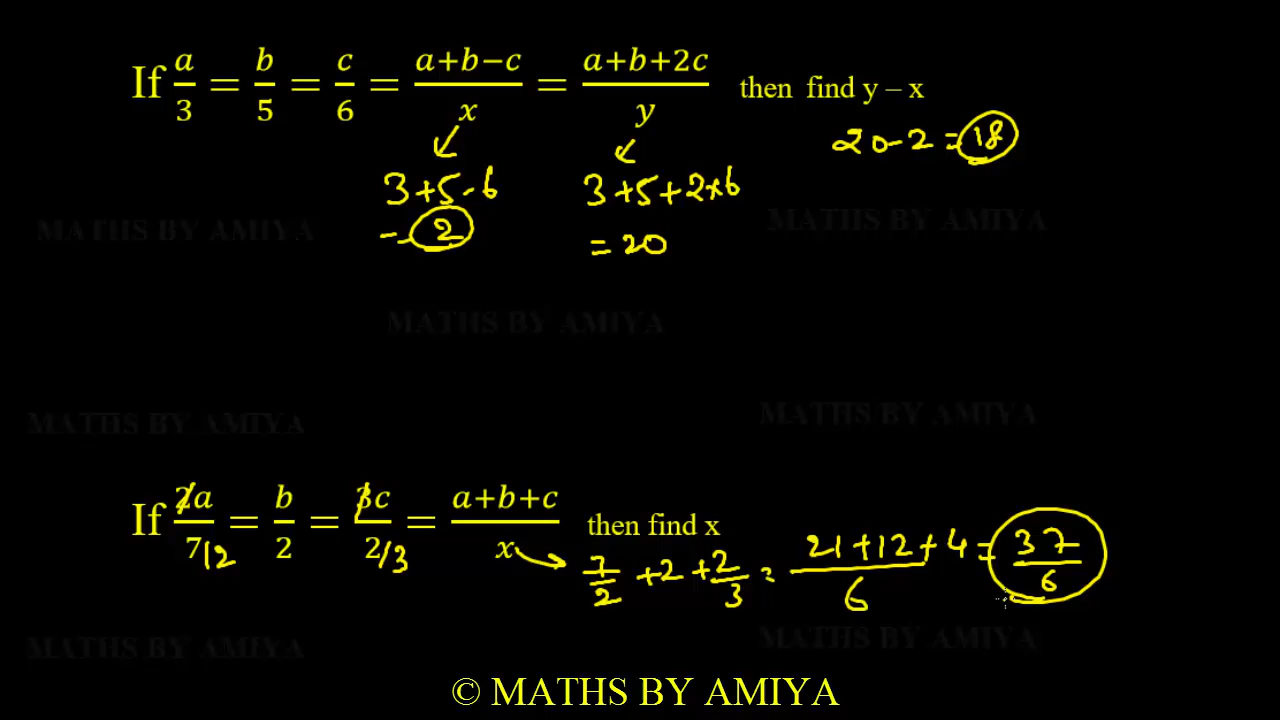 If a/3 = b/5 = c/6 = a+b−c/x = a+b+2c/y then find y – x
20-2 = 18
3+5-6 3+5+2×6
= 2 = 20
MATHS BY AMIYA MATHS BY AMIYA
MATHS BY AMIYA
MATHS BY AMIYA MATHS BY AMIYA
If 2a/7 = b/2 = 3c/2 = a+b+c/x then find x
/2 /3
7/2 + 2 + 2/3 = 21+12+4/6 = 37/6
MATHS BY AMIYA MATHS BY AMIYA
© MATHS BY AMIYA